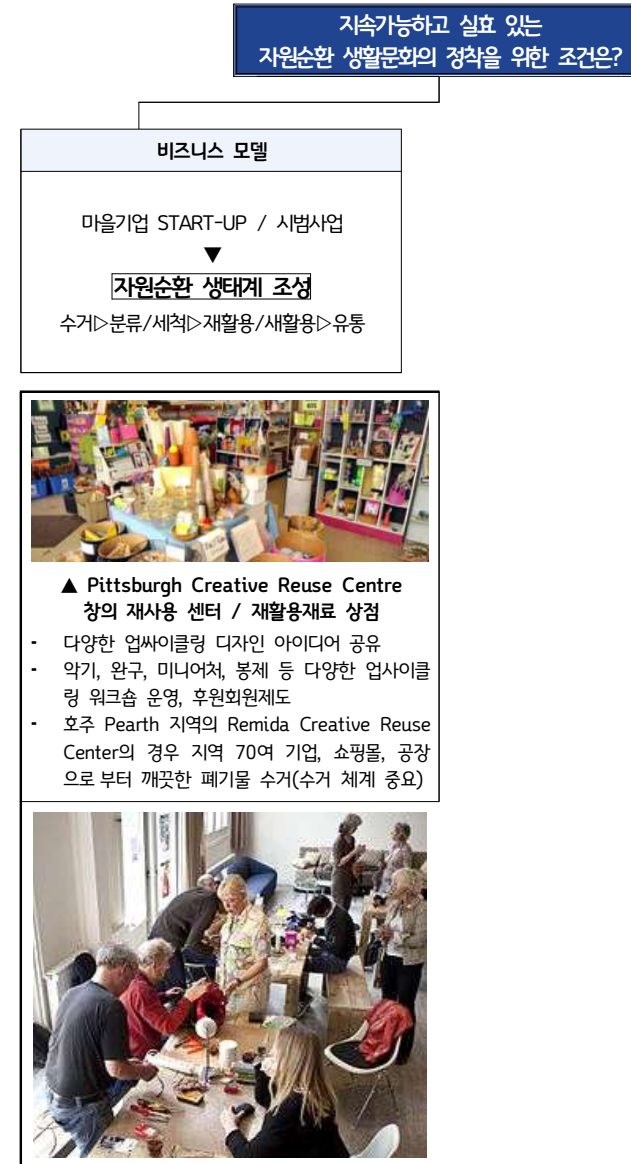 지속가능하고 실효 있는
자원순환 생활문화의 정착을 위한 조건은?
비즈니스 모델
마을기업 START-UP / 시범사업
▼
자원순환 생태계 조성
수거▷분류/세척▷재활용/새활용▷유통
▲ Pittsburgh Creative Reuse Centre
창의 재사용 센터 / 재활용재료 상점
- 다양한 업싸이클링 디자인 아이디어 공유
- 악기, 완구, 미니어처, 봉제 등 다양한 업사이클
링 워크숍 운영, 후원회원제도
- 호주 Pearth 지역의 Remida Creative Reuse
Center의 경우 지역 70여 기업, 쇼핑몰, 공장
으로 부터 깨끗한 폐기물 수거(수거 체계 중요)